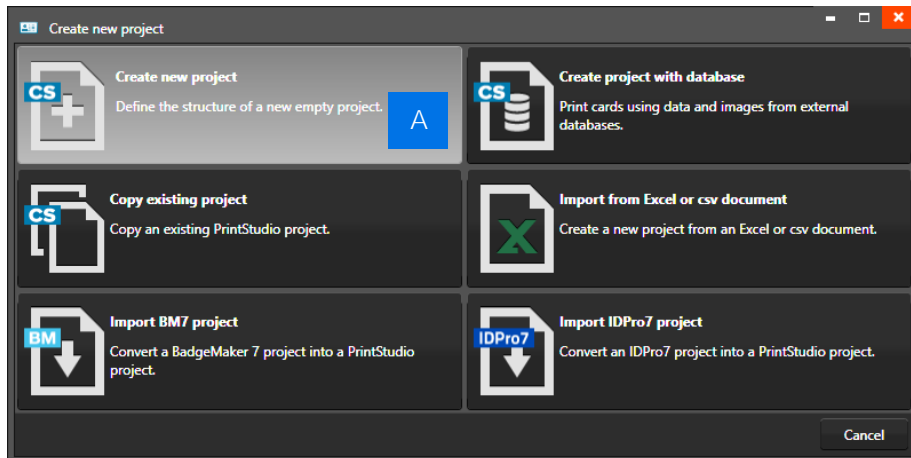 Create new project
CS
Create new project
Define the structure of a new empty project.
A
CS
Create project with database
Print cards using data and images from external
databases.
CS
Copy existing project
Copy an existing PrintStudio project.
X
Import from Excel or csv document
Create a new project from an Excel or csv document.
BM
Import BM7 project
Convert a BadgeMaker 7 project into a PrintStudio
project.
IDPro7
Import IDPro7 project
Convert an IDPro7 project into a PrintStudio project.
Cancel